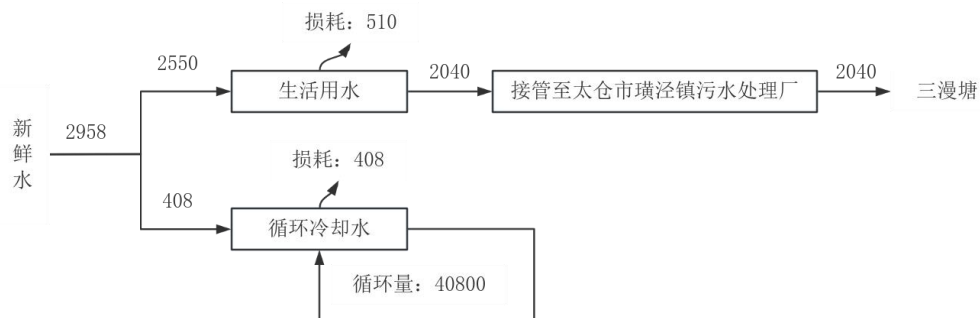 损耗：510
2550
生活用水
2040
接管至太仓市璜泾镇污水处理厂
2040
三漫塘
新鲜水
2958
损耗：408
408
循环冷却水
循环量：40800